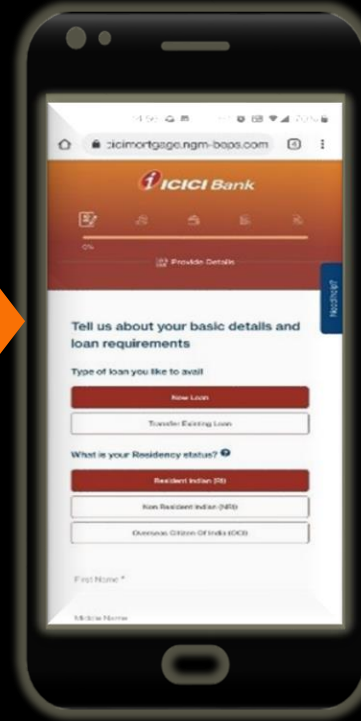 icicimortgage.ngm-bops.com
ICICI Bank
0%
Provide Details
Need help?
Tell us about your basic details and
loan requirements
Type of loan you like to avail
New Loan
Transfer Existing Loan
What is your Residency status?
Resident Indian (RI)
Non Resident Indian (NRI)
Overseas Citizen Of India (OCI)
First Name *
Middle Name